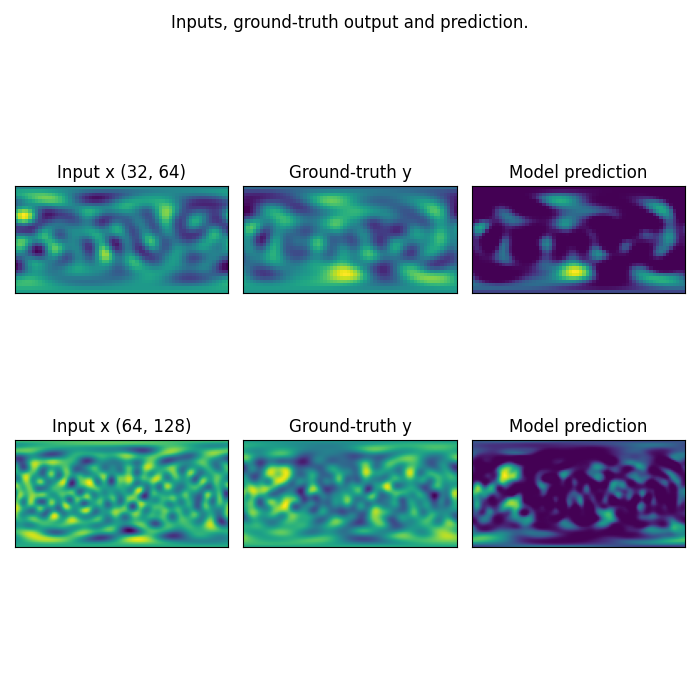 Inputs, ground-truth output and prediction.
Input x (32, 64)
Ground-truth y
Model prediction
Input x (64, 128)
Ground-truth y
Model prediction